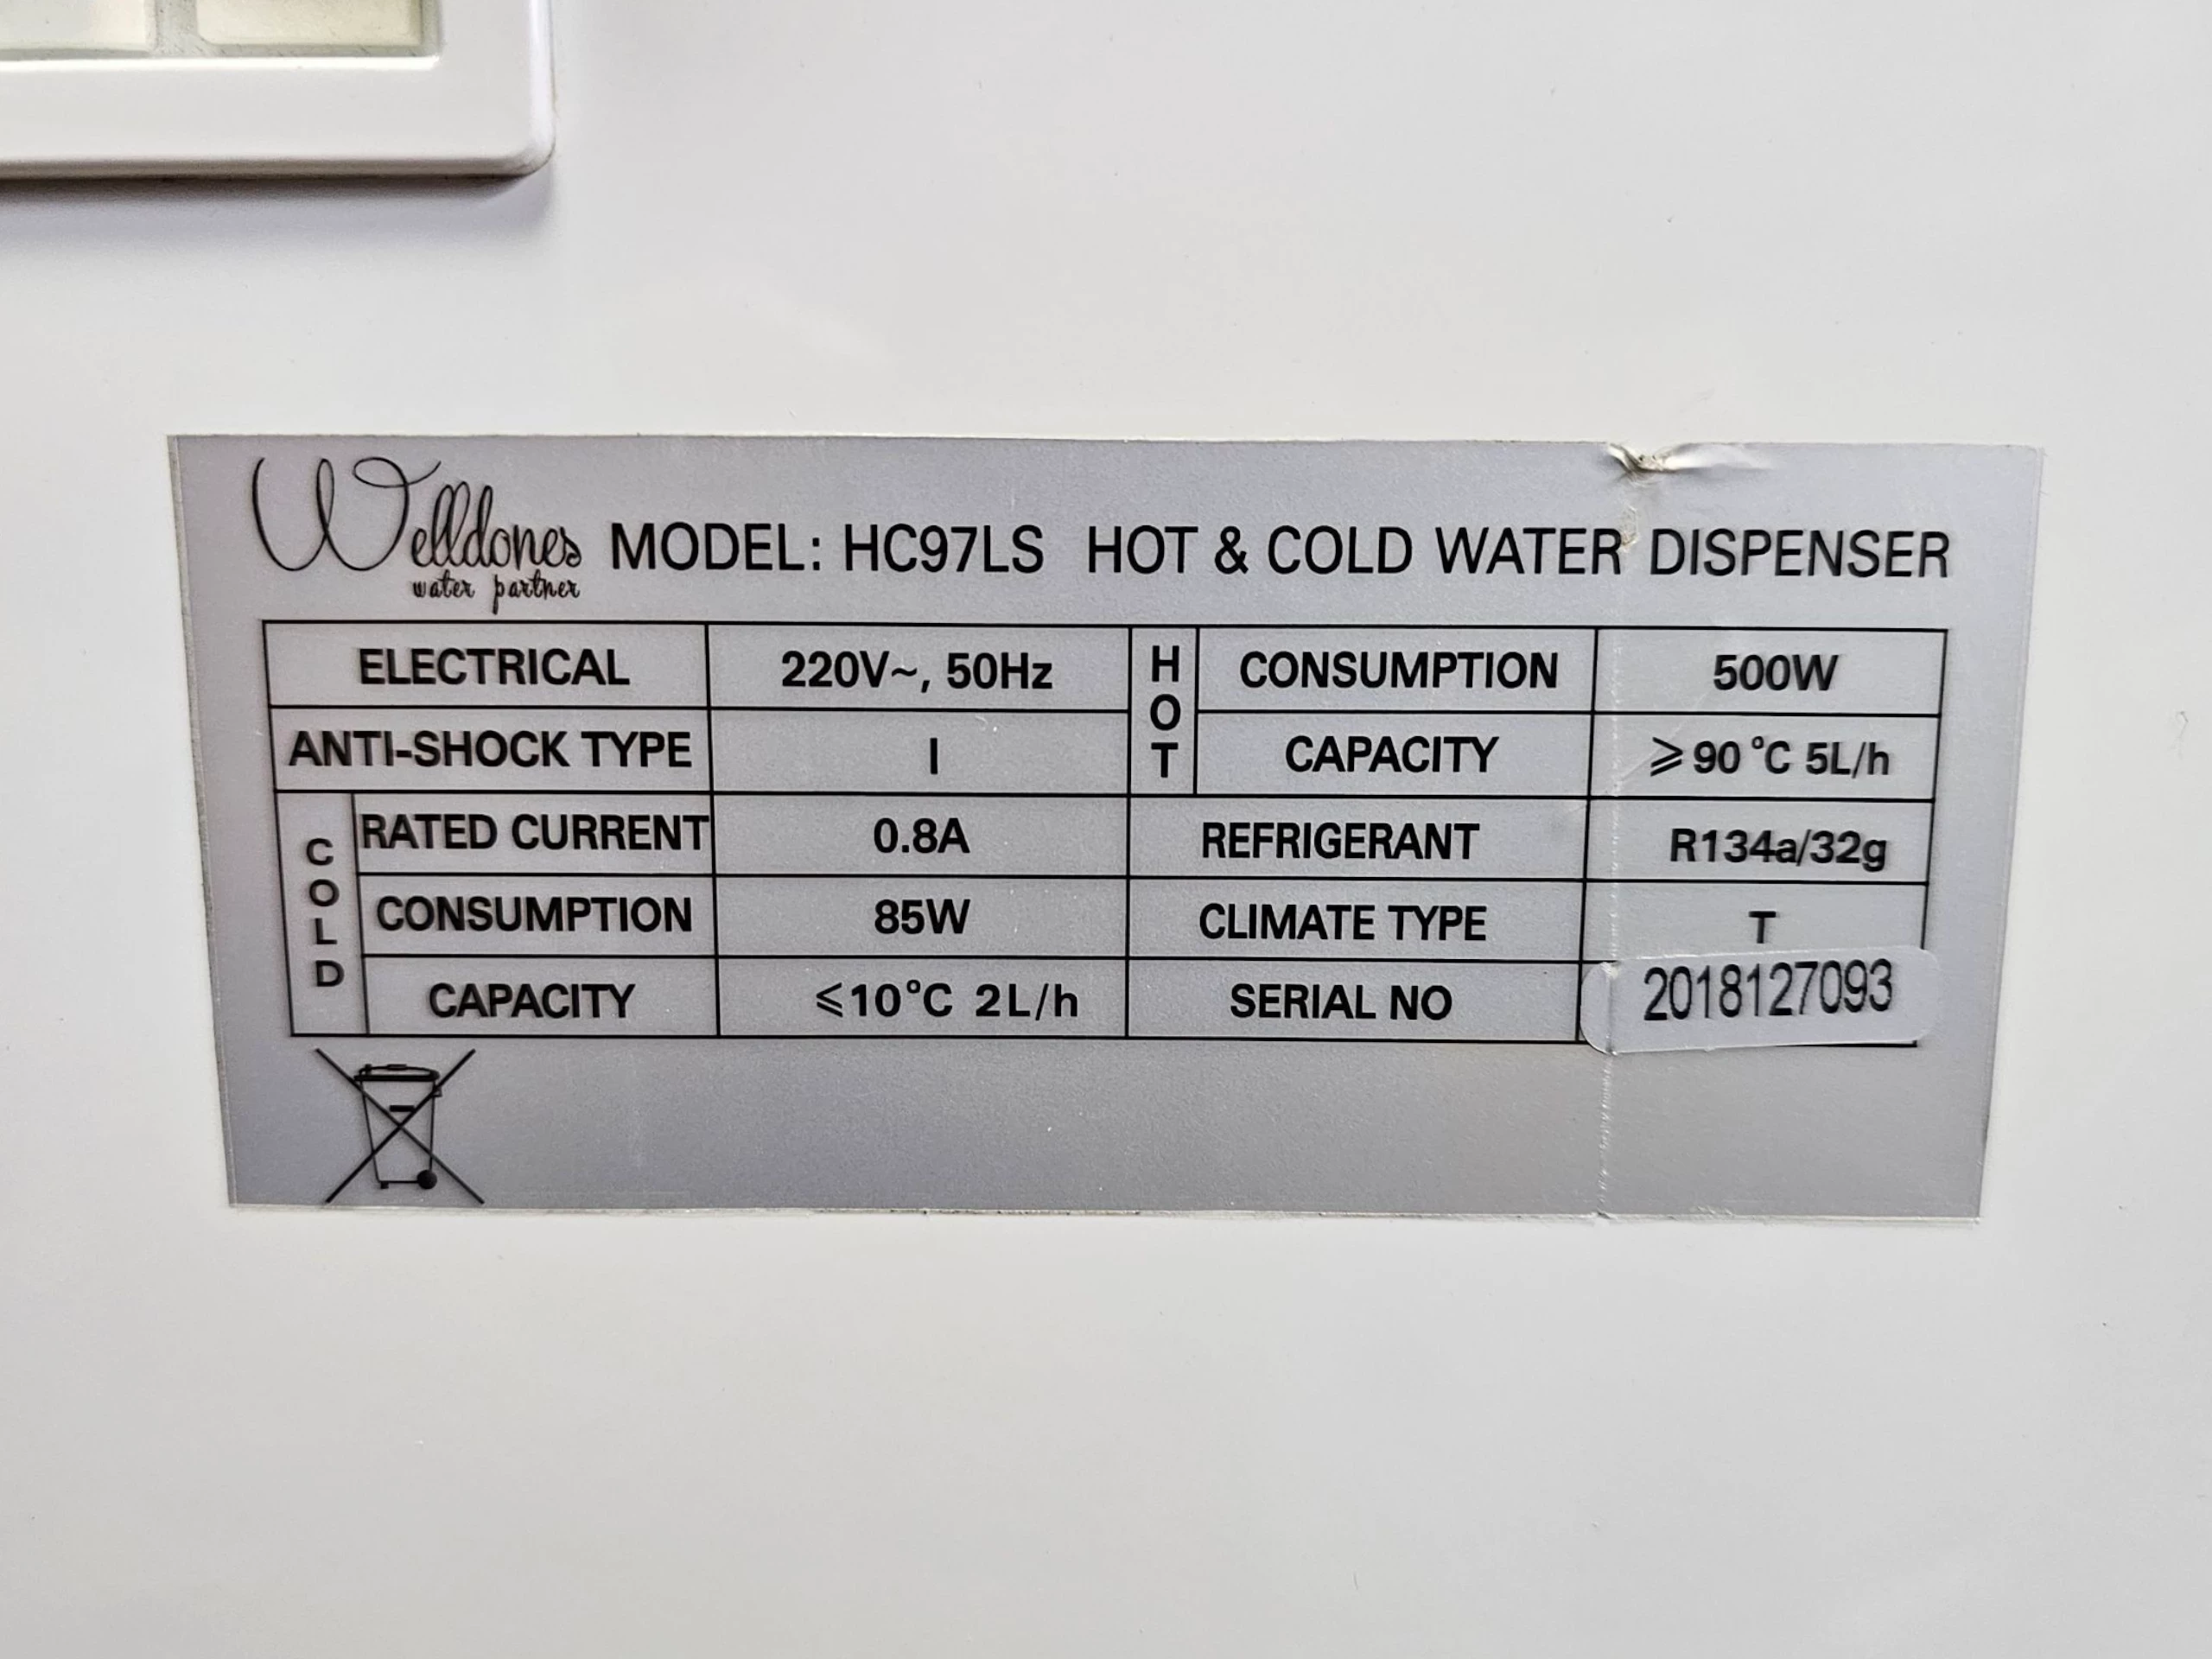 Welldones
water partner
MODEL: HC97LS HOT & COLD WATER DISPENSER
ELECTRICAL 220V~, 50Hz
ANTI-SHOCK TYPE I
HOT
CONSUMPTION 500W
CAPACITY ⩾90 °C 5L/h
COLD
RATED CURRENT 0.8A
CONSUMPTION 85W
CAPACITY ⩽10°C 2L/h
REFRIGERANT R134a/32g
CLIMATE TYPE T
SERIAL NO 2018127093